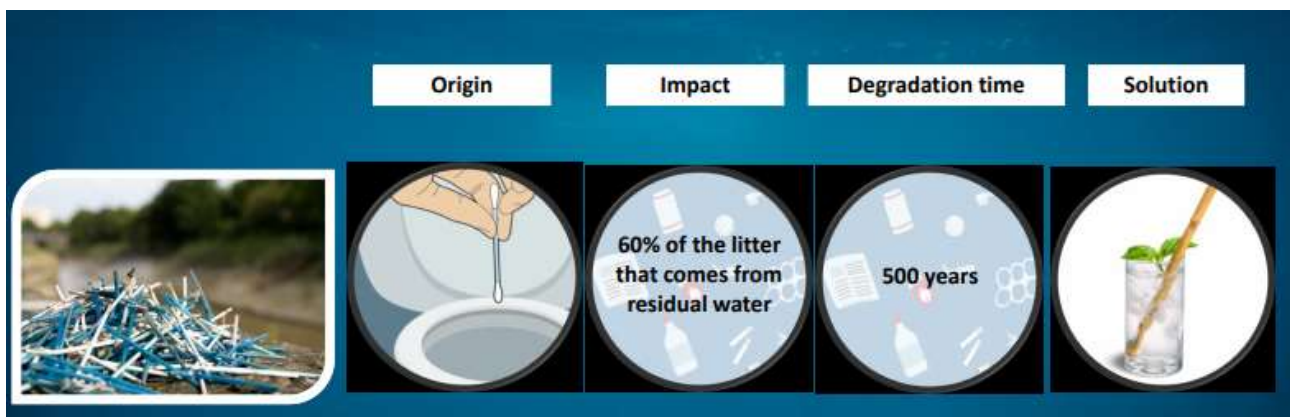 Origin
Impact
Degradation time
Solution
60% of the litter
that comes from
residual water
500 years